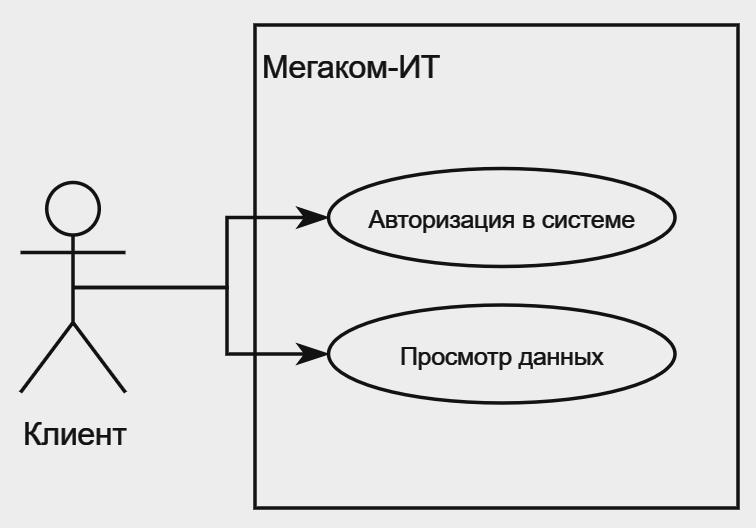 Мегаком-ИТ
Авторизация в системе
Просмотр данных
Клиент